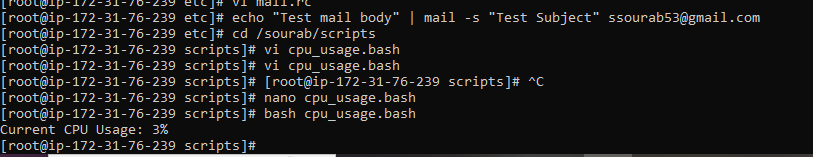 [root@ip-172-31-76-239 etc]# vi mail.rc
[root@ip-172-31-76-239 etc]# echo "Test mail body" | mail -s "Test Subject" ssourab53@gmail.com
[root@ip-172-31-76-239 etc]# cd /sourab/scripts
[root@ip-172-31-76-239 scripts]# vi cpu_usage.bash
[root@ip-172-31-76-239 scripts]# vi cpu_usage.bash
[root@ip-172-31-76-239 scripts]# [root@ip-172-31-76-239 scripts]# ^C
[root@ip-172-31-76-239 scripts]# nano cpu_usage.bash
[root@ip-172-31-76-239 scripts]# bash cpu_usage.bash
Current CPU Usage: 3%
[root@ip-172-31-76-239 scripts]#